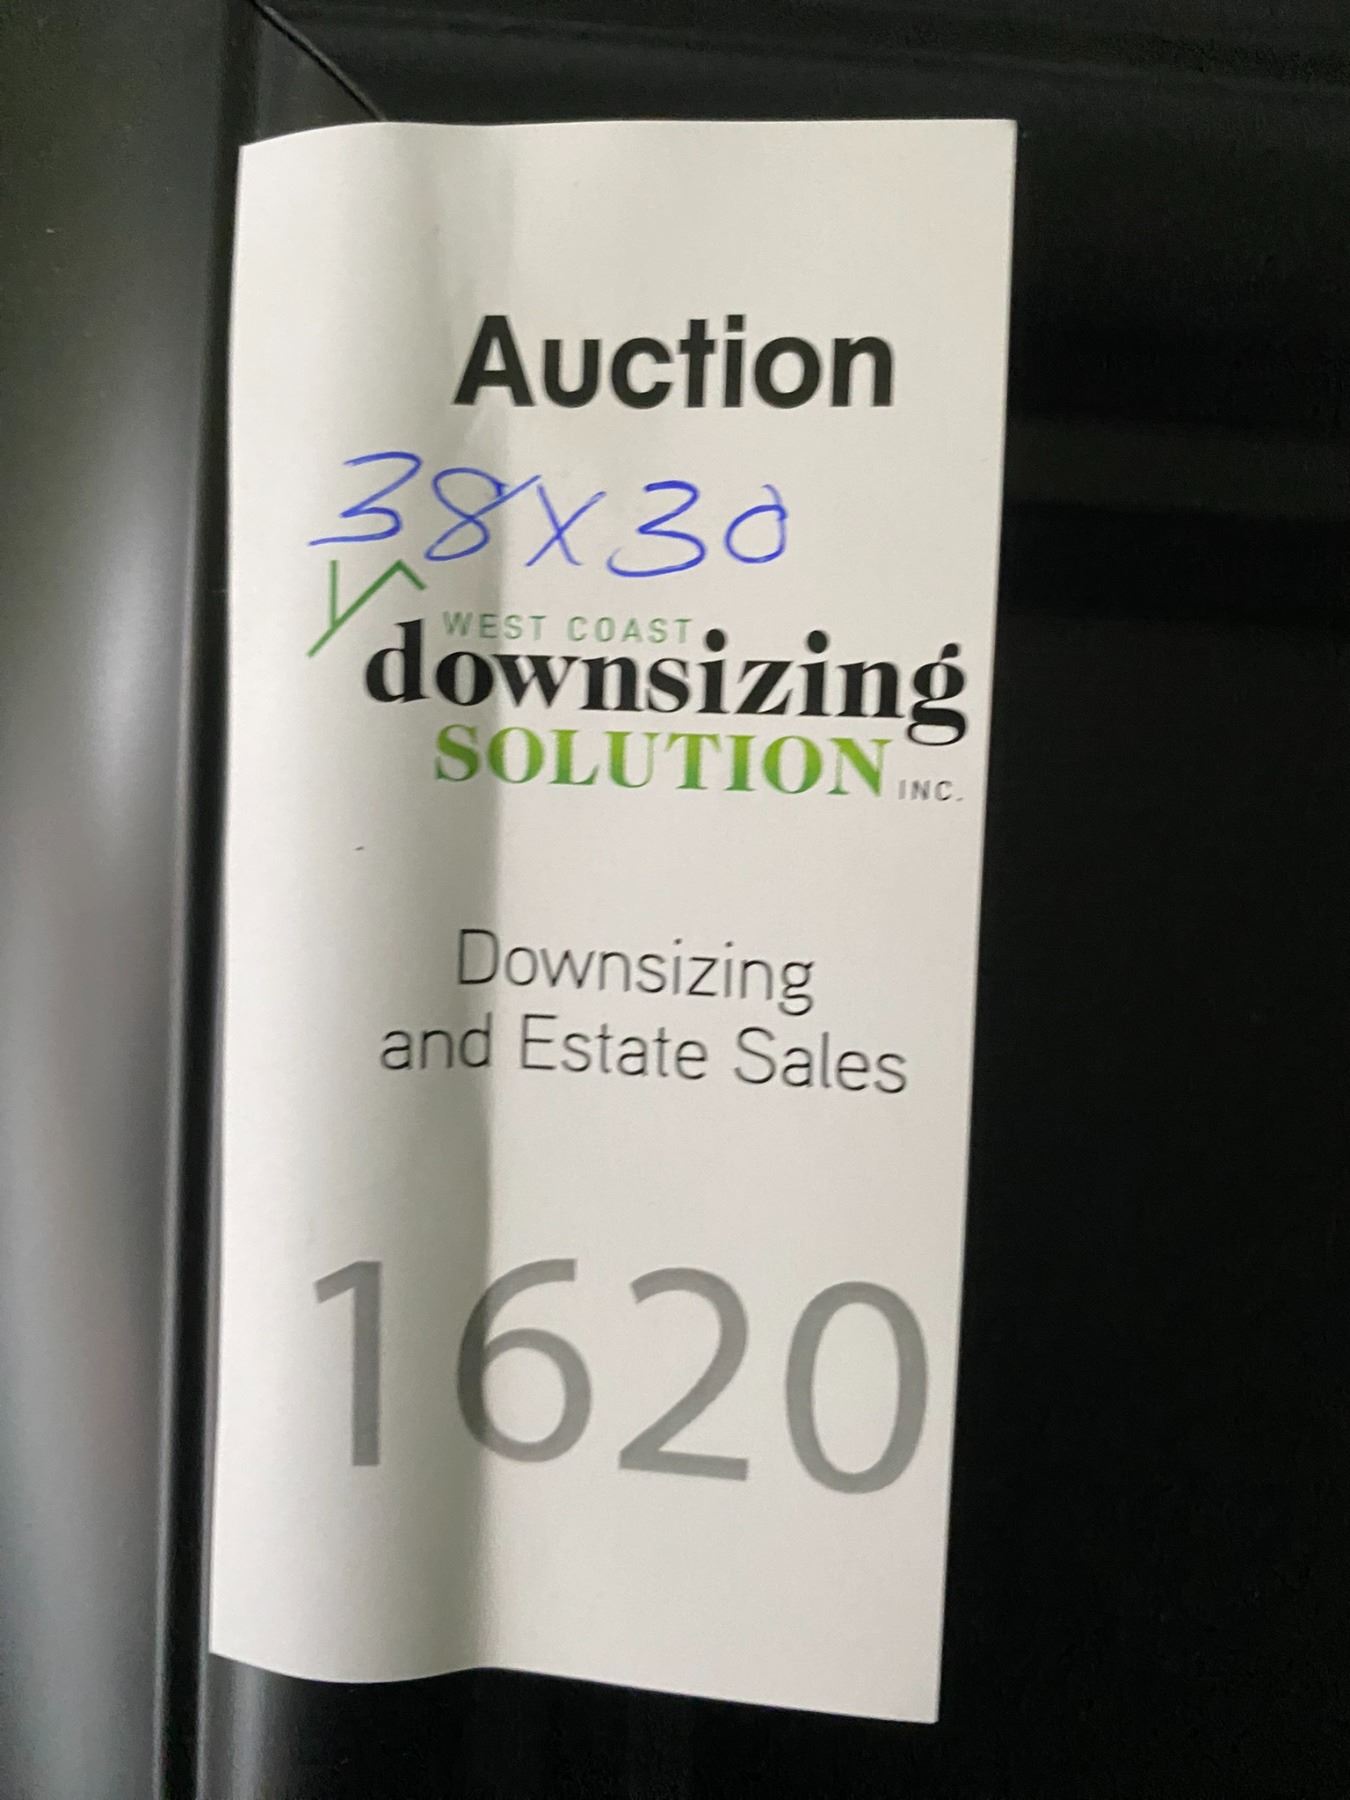 Auction
38x30
WEST COAST
downsizing
SOLUTION INC.
Downsizing
and Estate Sales
1620